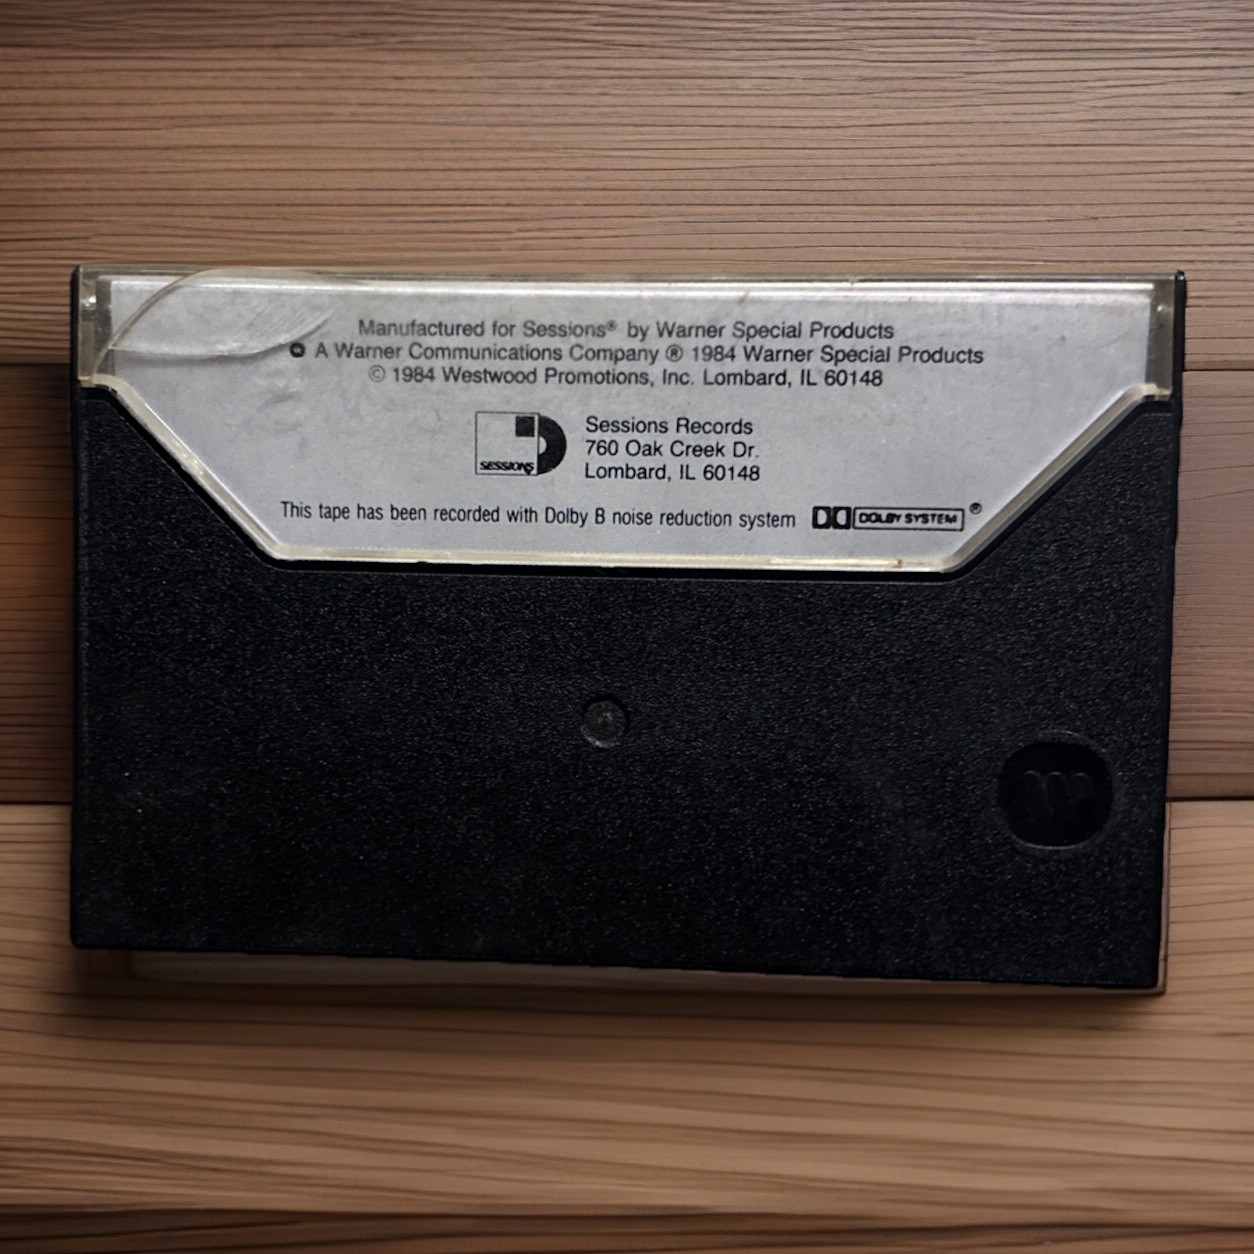 Manufactured for Sessions® by Warner Special Products
A Warner Communications Company ® 1984 Warner Special Products
© 1984 Westwood Promotions, Inc. Lombard, IL 60148
SESSIONS
Sessions Records
760 Oak Creek Dr.
Lombard, IL 60148
This tape has been recorded with Dolby B noise reduction system DOLBY SYSTEM ®